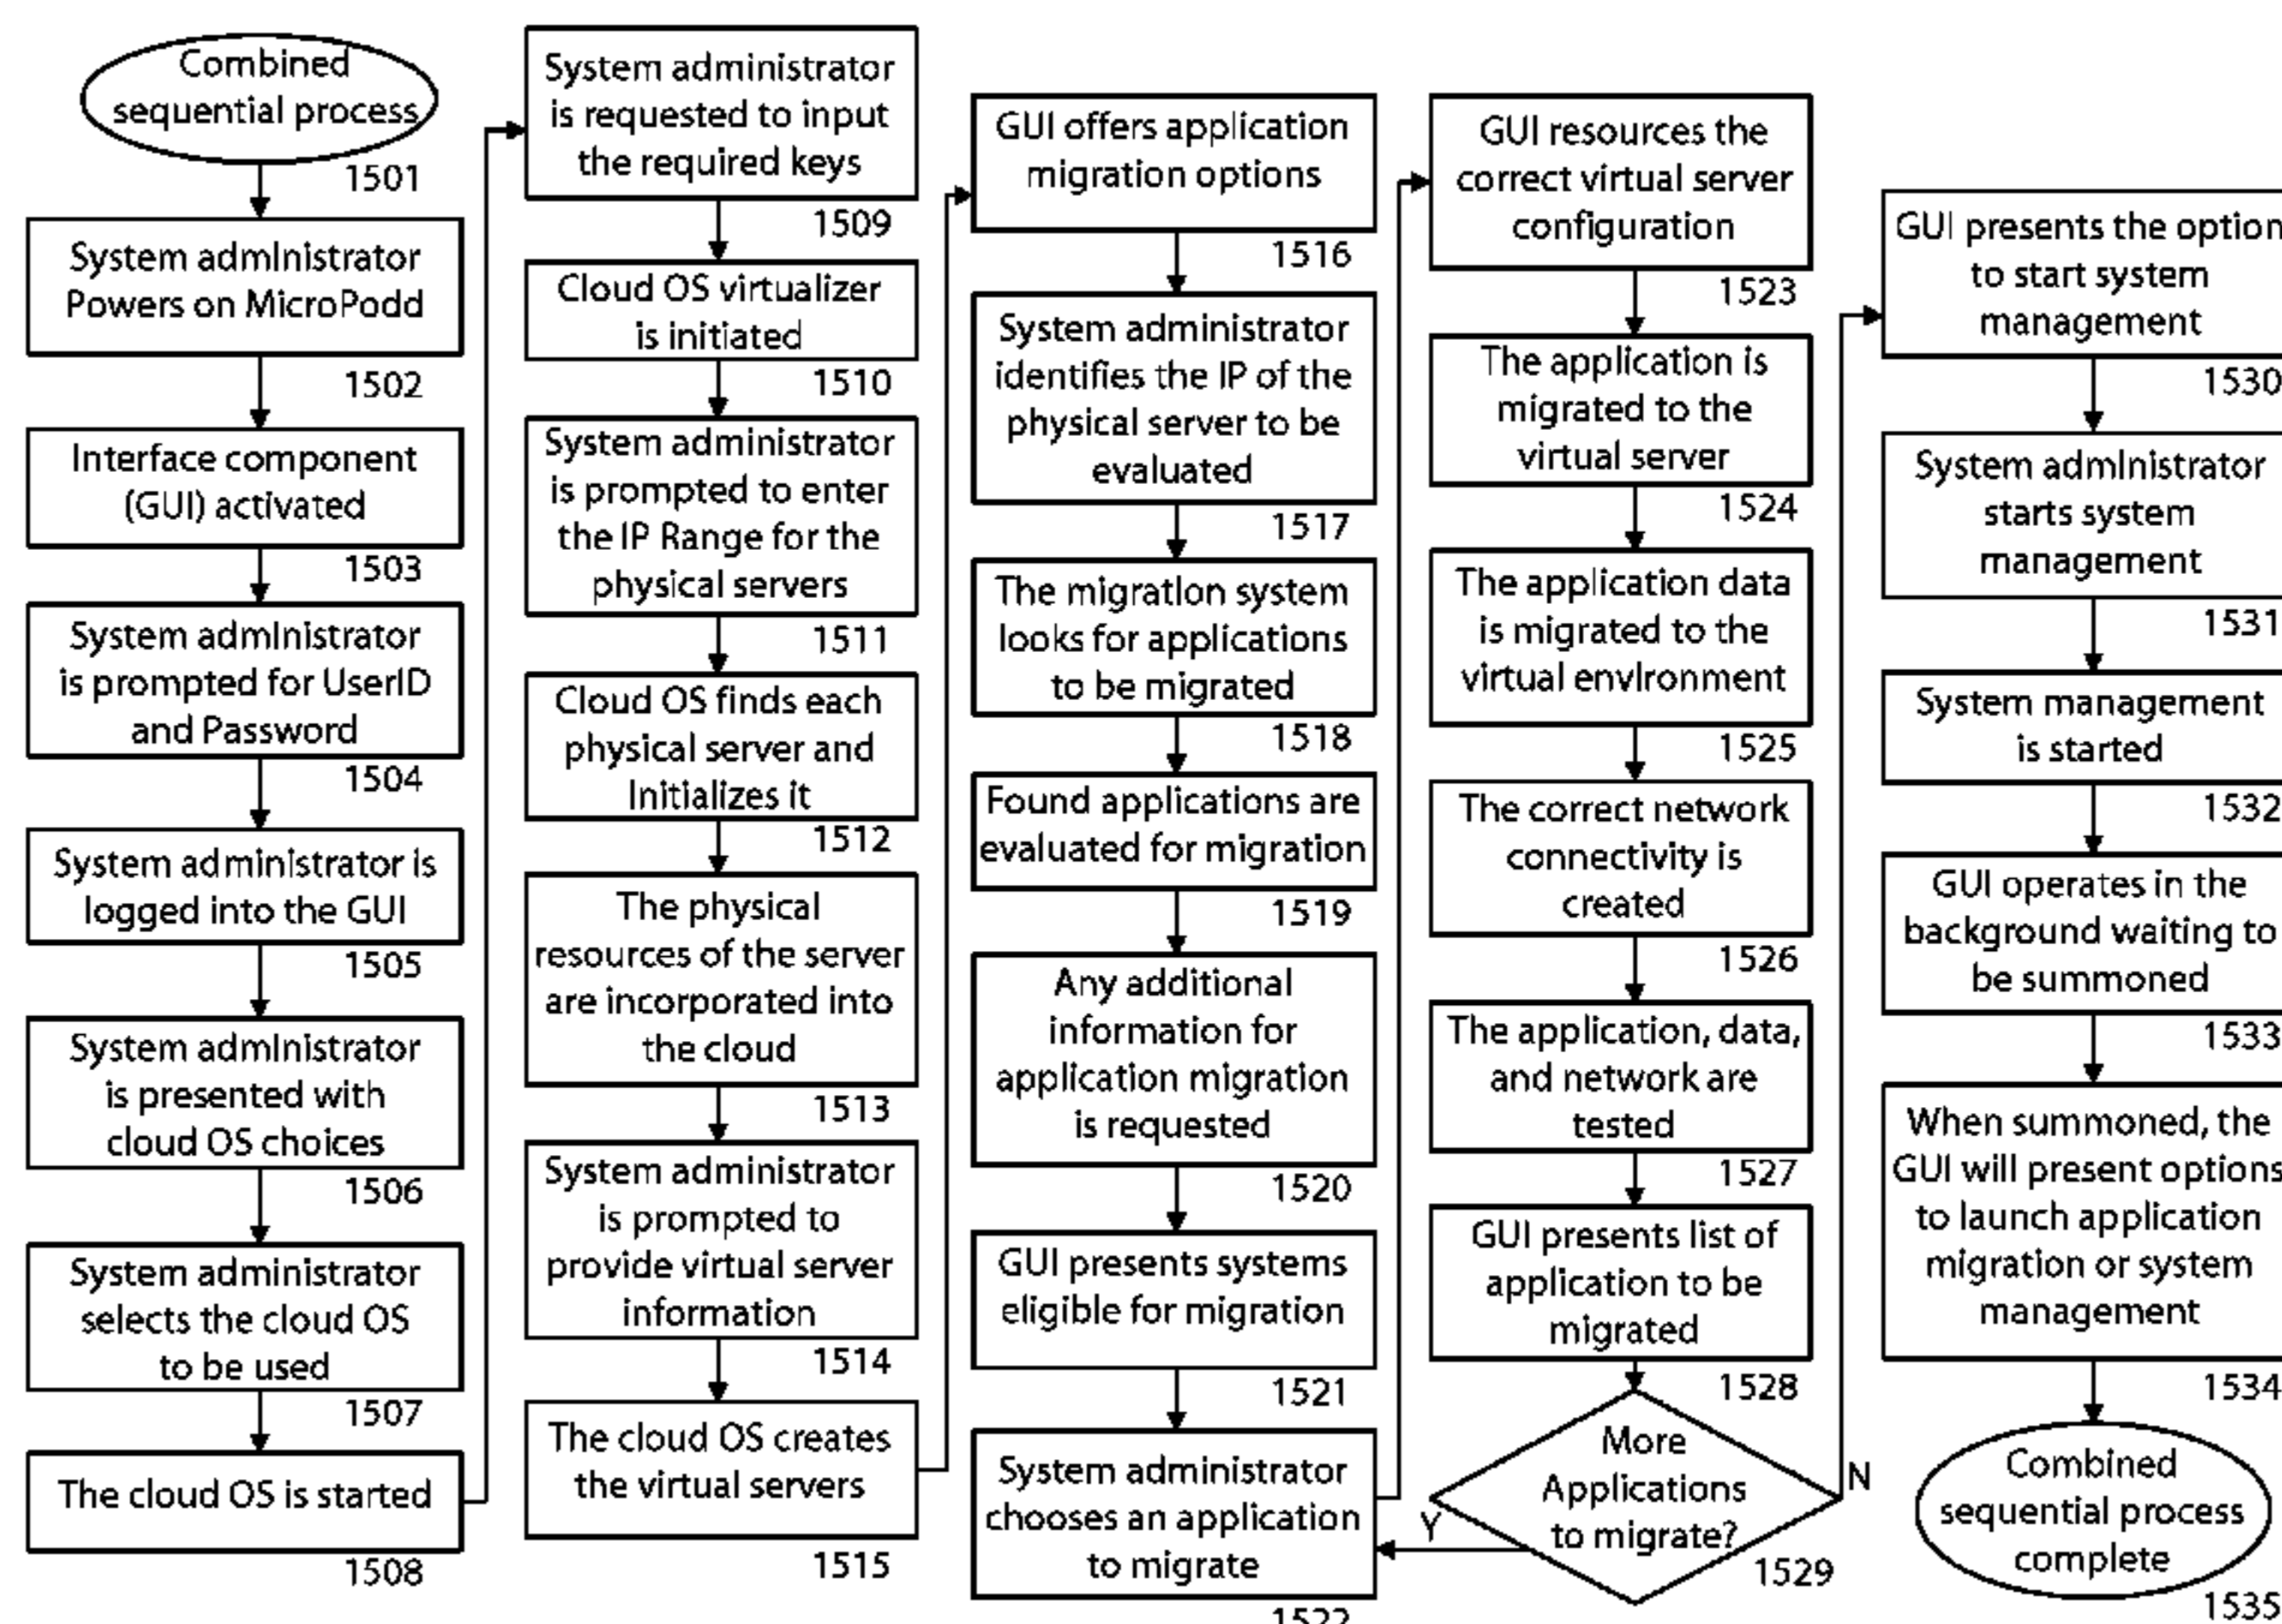 Combined
sequential process
1501
System administrator
Powers on MicroPodd
1502
Interface component
(GUI) activated
1503
System administrator
is prompted for UserID
and Password
1504
System administrator is
logged into the GUI
1505
System administrator
is presented with
cloud OS choices
1506
System administrator
selects the cloud OS
to be used
1507
The cloud OS is started
1508
System administrator
is requested to input
the required keys
1509
Cloud OS virtualizer
is initiated
1510
System administrator
is prompted to enter
the IP Range for the
physical servers
1511
Cloud OS finds each
physical server and
Initializes it
1512
The physical
resources of the server
are incorporated into
the cloud
1513
System administrator
is prompted to
provide virtual server
information
1514
The cloud OS creates
the virtual servers
1515
GUI offers application
migration options
1516
System administrator
identifies the IP of the
physical server to be
evaluated
1517
The migration system
looks for applications
to be migrated
1518
Found applications are
evaluated for migration
1519
Any additional
information for
application migration
is requested
1520
GUI presents systems
eligible for migration
1521
System administrator
chooses an application
to migrate
1522
GUI resources the
correct virtual server
configuration
1523
The application is
migrated to the
virtual server
1524
The application data
is migrated to the
virtual environment
1525
The correct network
connectivity is
created
1526
The application, data,
and network are
tested
1527
GUI presents list of
application to be
migrated
1528
More
Applications
to migrate?
Y
N
1529
GUI presents the option
to start system
management
1530
System administrator
starts system
management
1531
System management
is started
1532
GUI operates in the
background waiting to
be summoned
1533
When summoned, the
GUI will present options
to launch application
migration or system
management
1534
Combined
sequential process
complete
1535